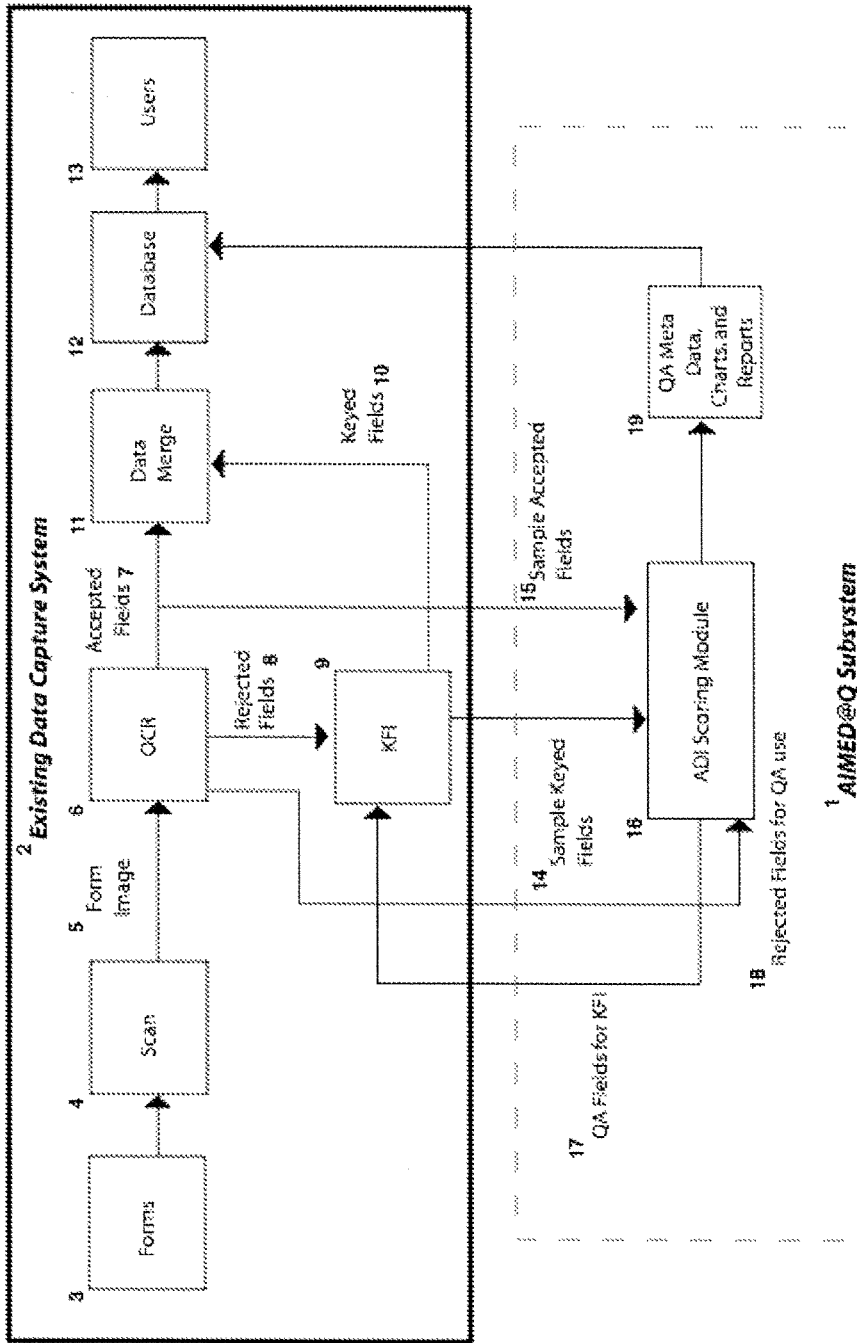 2 Existing Data Capture System
3
Forms
4
Scan
5 Form
Image
6
OCR
Accepted
Fields 7
Rejected
Fields 8
9
KFI
11
Data
Merge
Keyed
Fields 10
12
Database
13
Users
17
QA Fields for KFI
14 Sample Keyed
Fields
15 Sample Accepted
Fields
16
ADI Scoring Module
18
Rejected Fields for QA use
19
QA Meta
Data,
Charts, and
Reports
1 AIMED@Q Subsystem